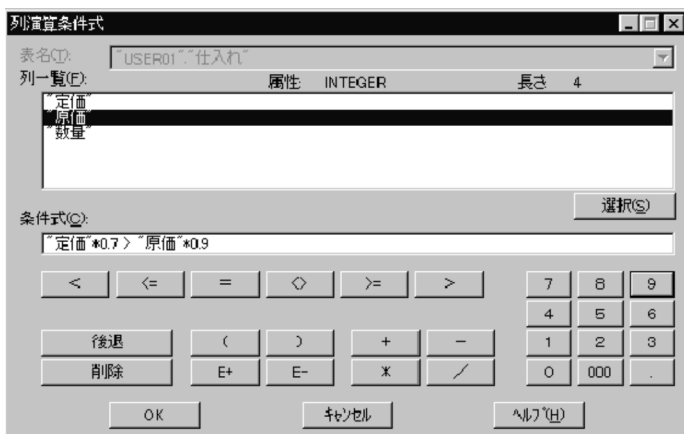 列演算条件式
表名(T): "USER01"."仕入れ"
列一覧(F): 属性: INTEGER 長さ 4
"定価"
"原価"
"数量"
選択(S)
条件式(C):
"定価"*0.7 > "原価"*0.9
< <= = <> >= > 7 8 9
4 5 6
後退 ( ) + - 1 2 3
削除 E+ E- * / 0 000 .
OK キャンセル ヘルプ(H)